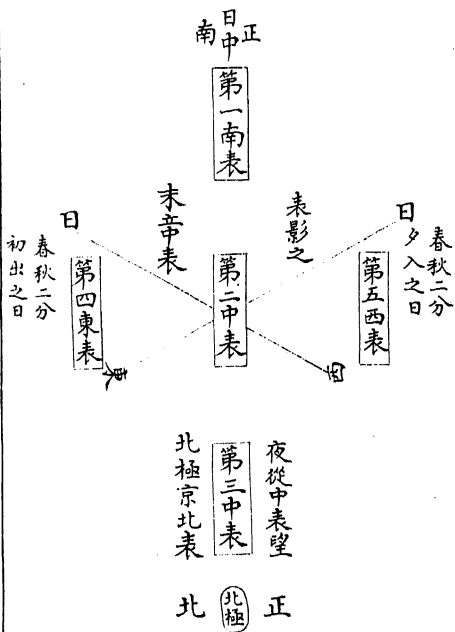 日中
正南
第一南表
表影之
末立中表
日
春秋二分
夕入之日
第五西表
第二中表
日
春秋二分
初出之日
第四東表
西
東
夜從中表望
第三中表
北極京北表
正北
北極